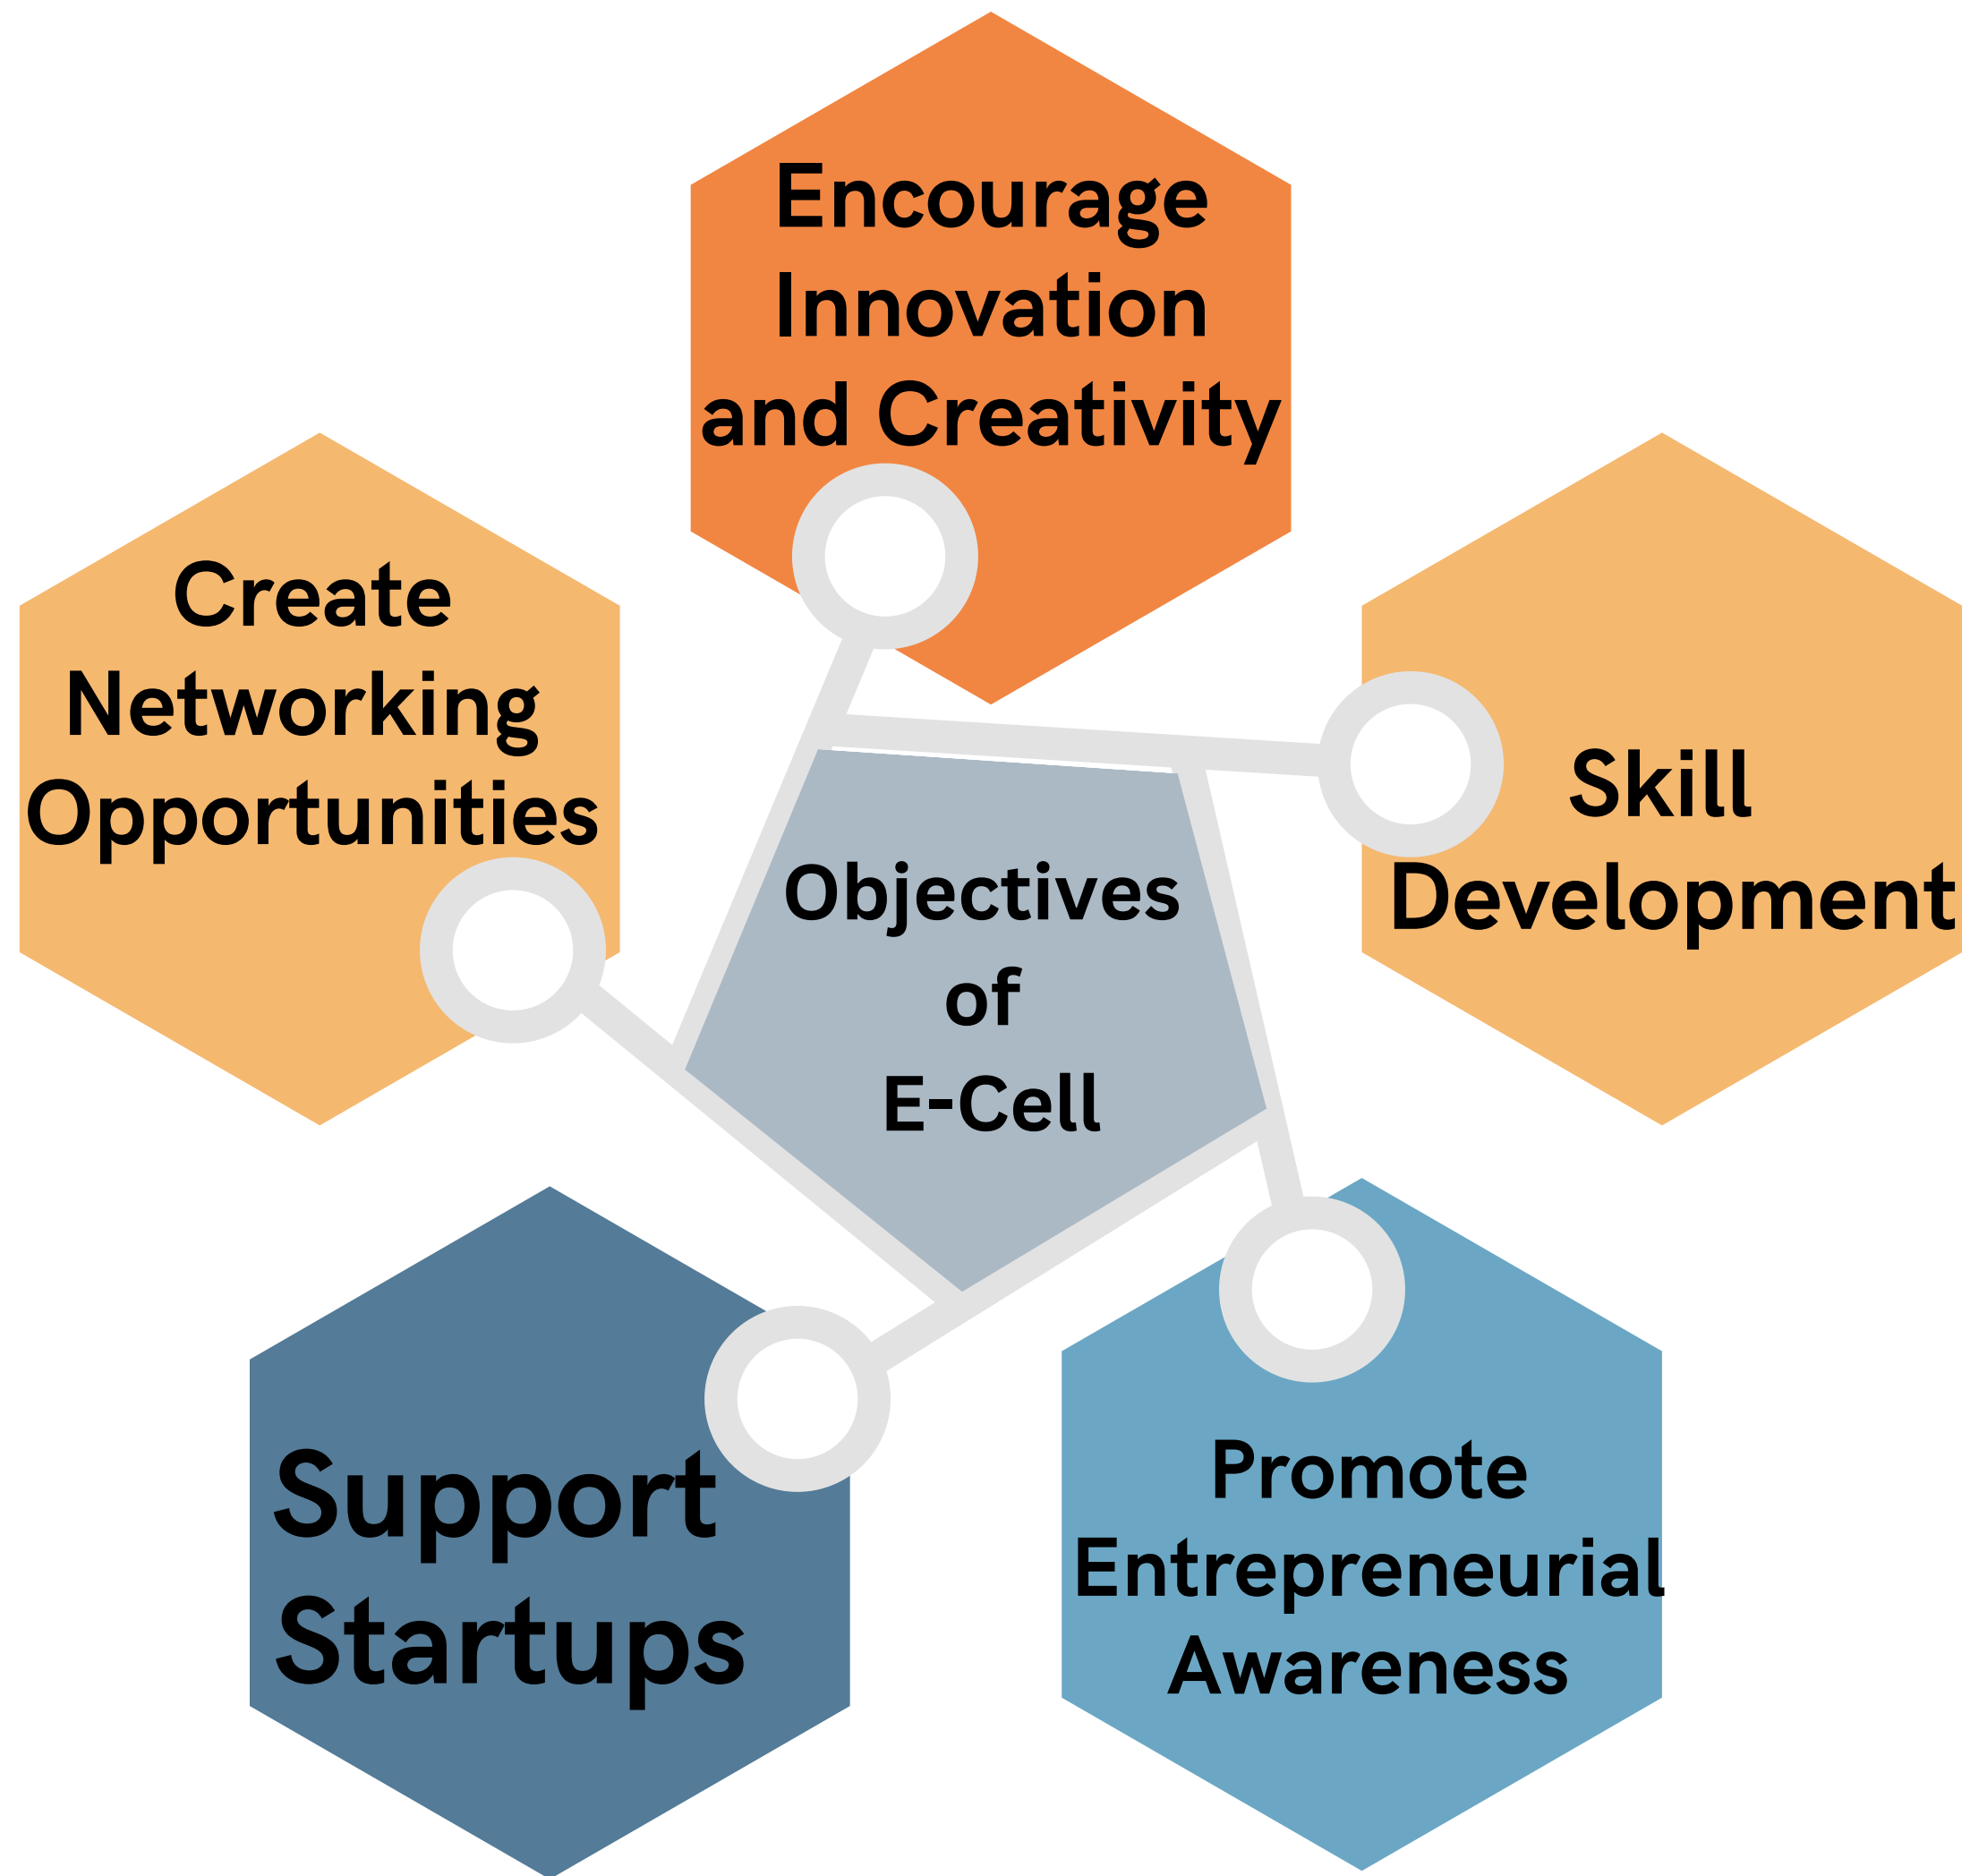 Encourage
Innovation
and Creativity
Create
Networking
Opportunities
Skill
Development
Objectives
of
E-Cell
Support
Startups
Promote
Entrepreneurial
Awareness